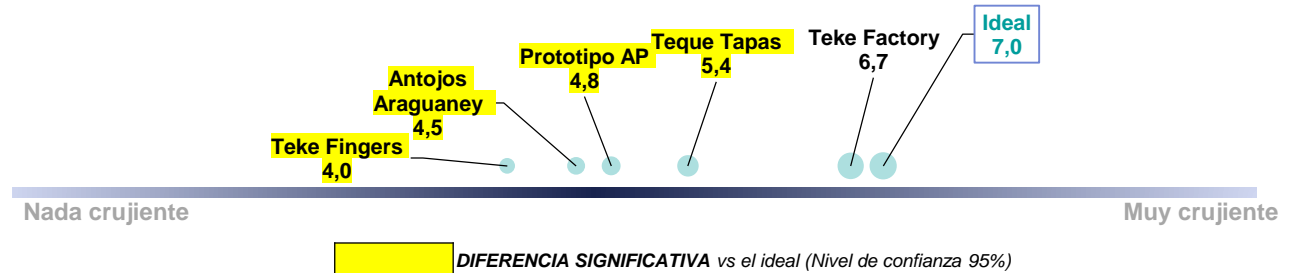 Ideal
7,0
Teke Factory
6,7
Teque Tapas
5,4
Prototipo AP
4,8
Antojos
Araguaney
4,5
Teke Fingers
4,0
Nada crujiente
Muy crujiente
DIFERENCIA SIGNIFICATIVA vs el ideal (Nivel de confianza 95%)